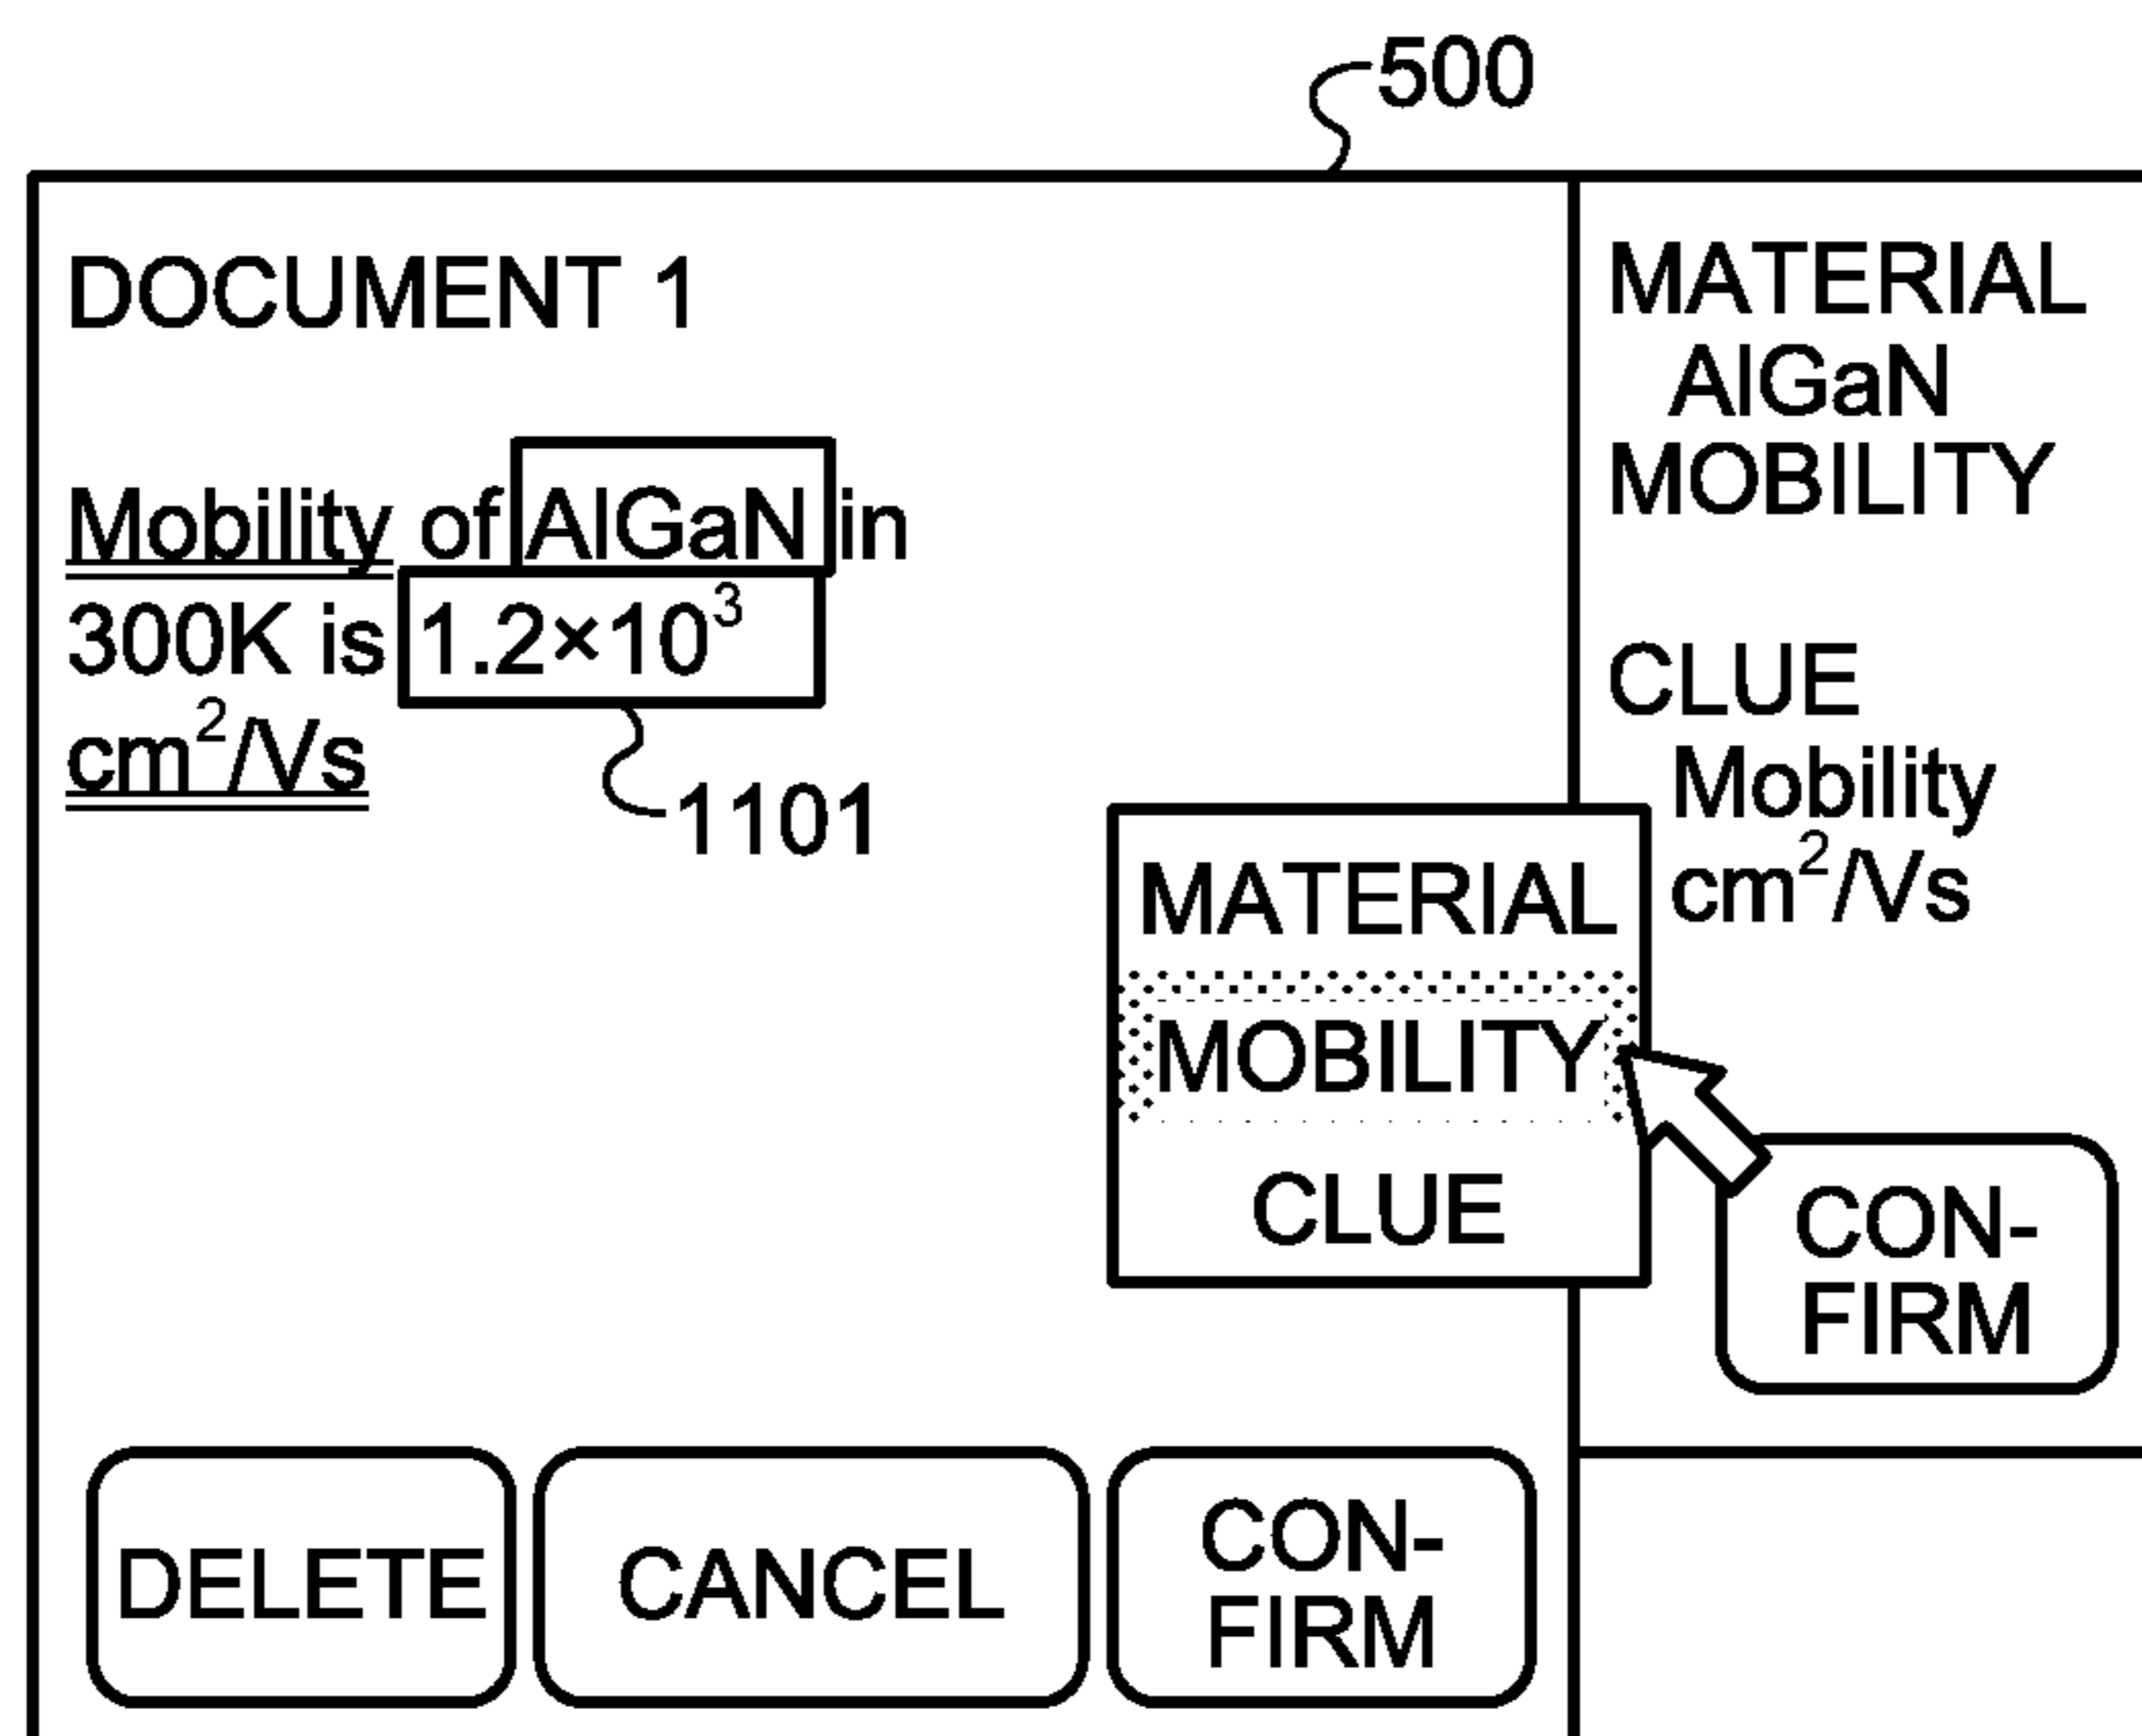 500
DOCUMENT 1
Mobility of AlGaN in
300K is 1.2×10³
cm²/Vs
1101
MATERIAL
AlGaN
MOBILITY
CLUE
Mobility
cm²/Vs
MATERIAL
MOBILITY
CLUE
CON-
FIRM
DELETE
CANCEL
CON-
FIRM